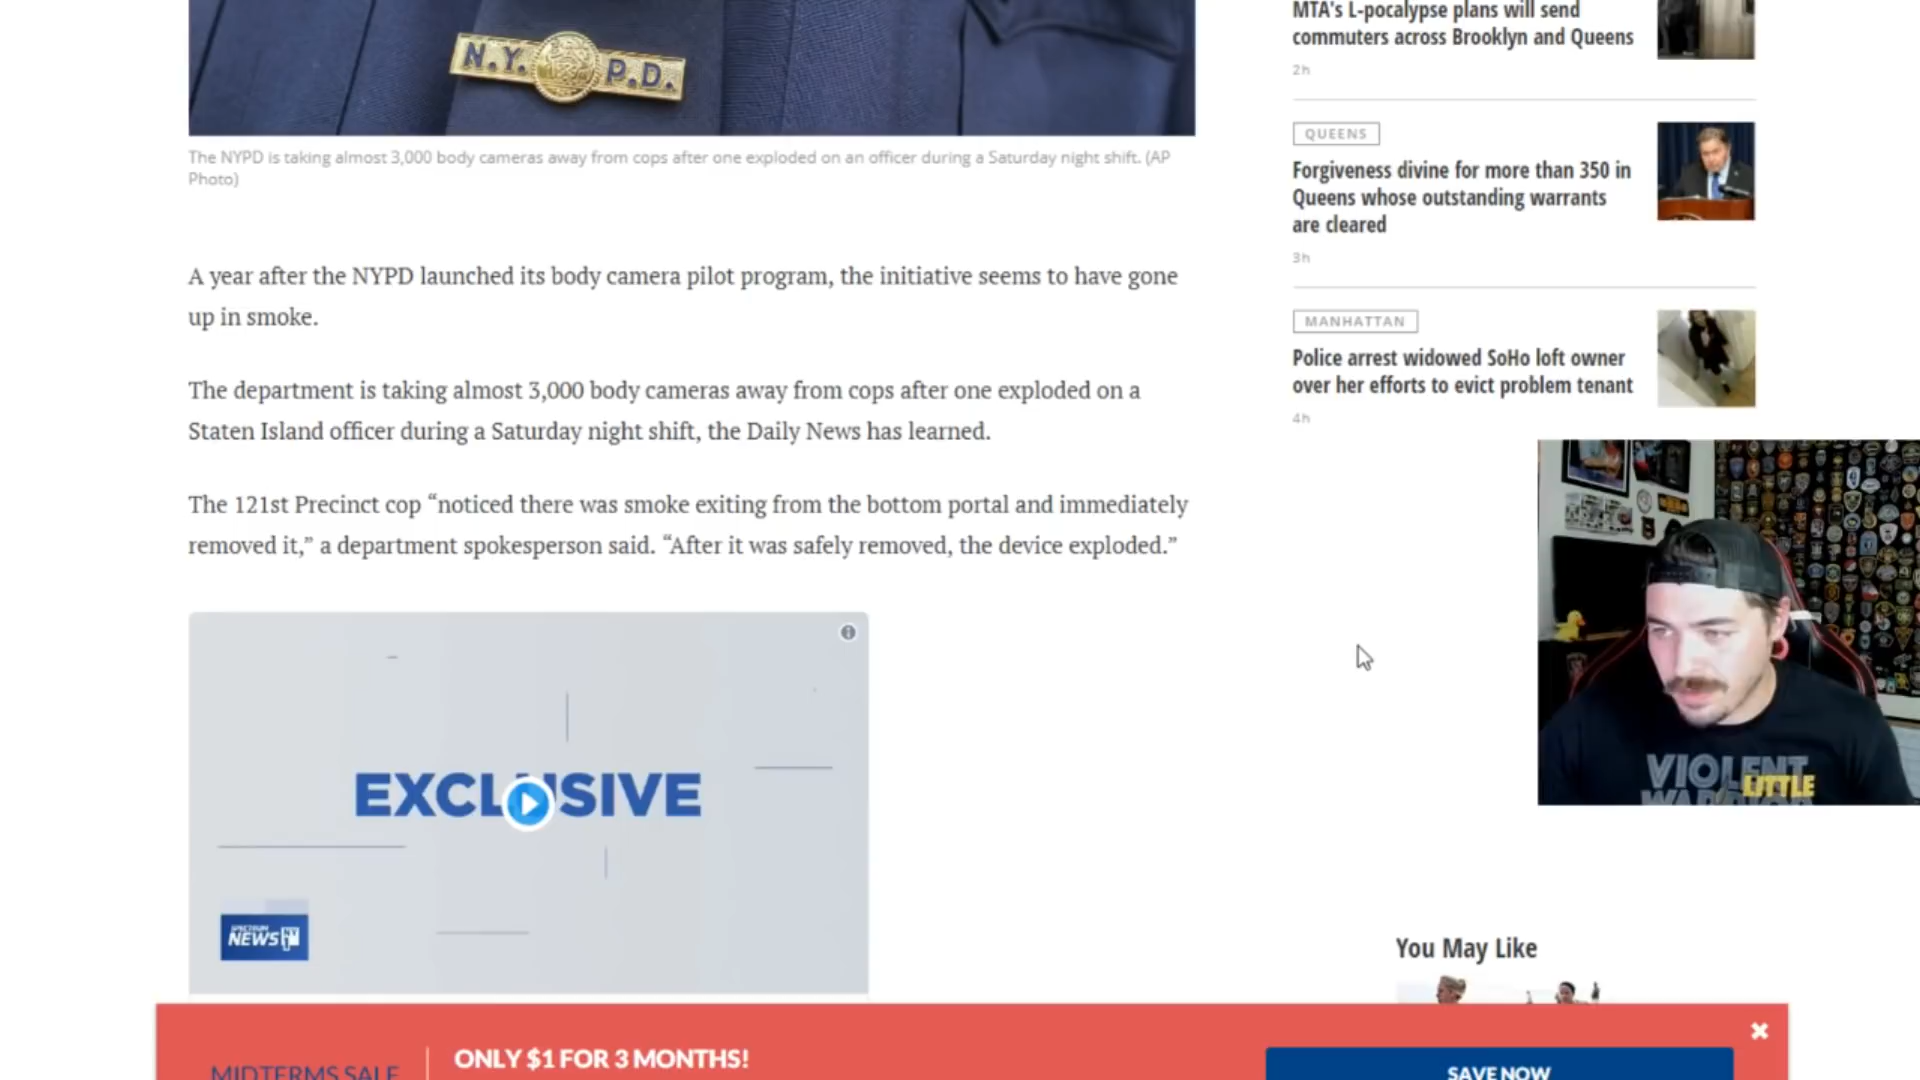 N.Y. P.D.
The NYPD is taking almost 3,000 body cameras away from cops after one exploded on an officer during a Saturday night shift. (AP
Photo)
A year after the NYPD launched its body camera pilot program, the initiative seems to have gone
up in smoke.
The department is taking almost 3,000 body cameras away from cops after one exploded on a
Staten Island officer during a Saturday night shift, the Daily News has learned.
The 121st Precinct cop “noticed there was smoke exiting from the bottom portal and immediately
removed it,” a department spokesperson said. “After it was safely removed, the device exploded.”
EXCLUSIVE
SPECTRUM
NEWS NY
MTA's L-pocalypse plans will send
commuters across Brooklyn and Queens
2h
QUEENS
Forgiveness divine for more than 350 in
Queens whose outstanding warrants
are cleared
3h
MANHATTAN
Police arrest widowed SoHo loft owner
over her efforts to evict problem tenant
4h
VIOLENT
LITTLE
You May Like
MIDTERMS SALE
ONLY $1 FOR 3 MONTHS!
SAVE NOW